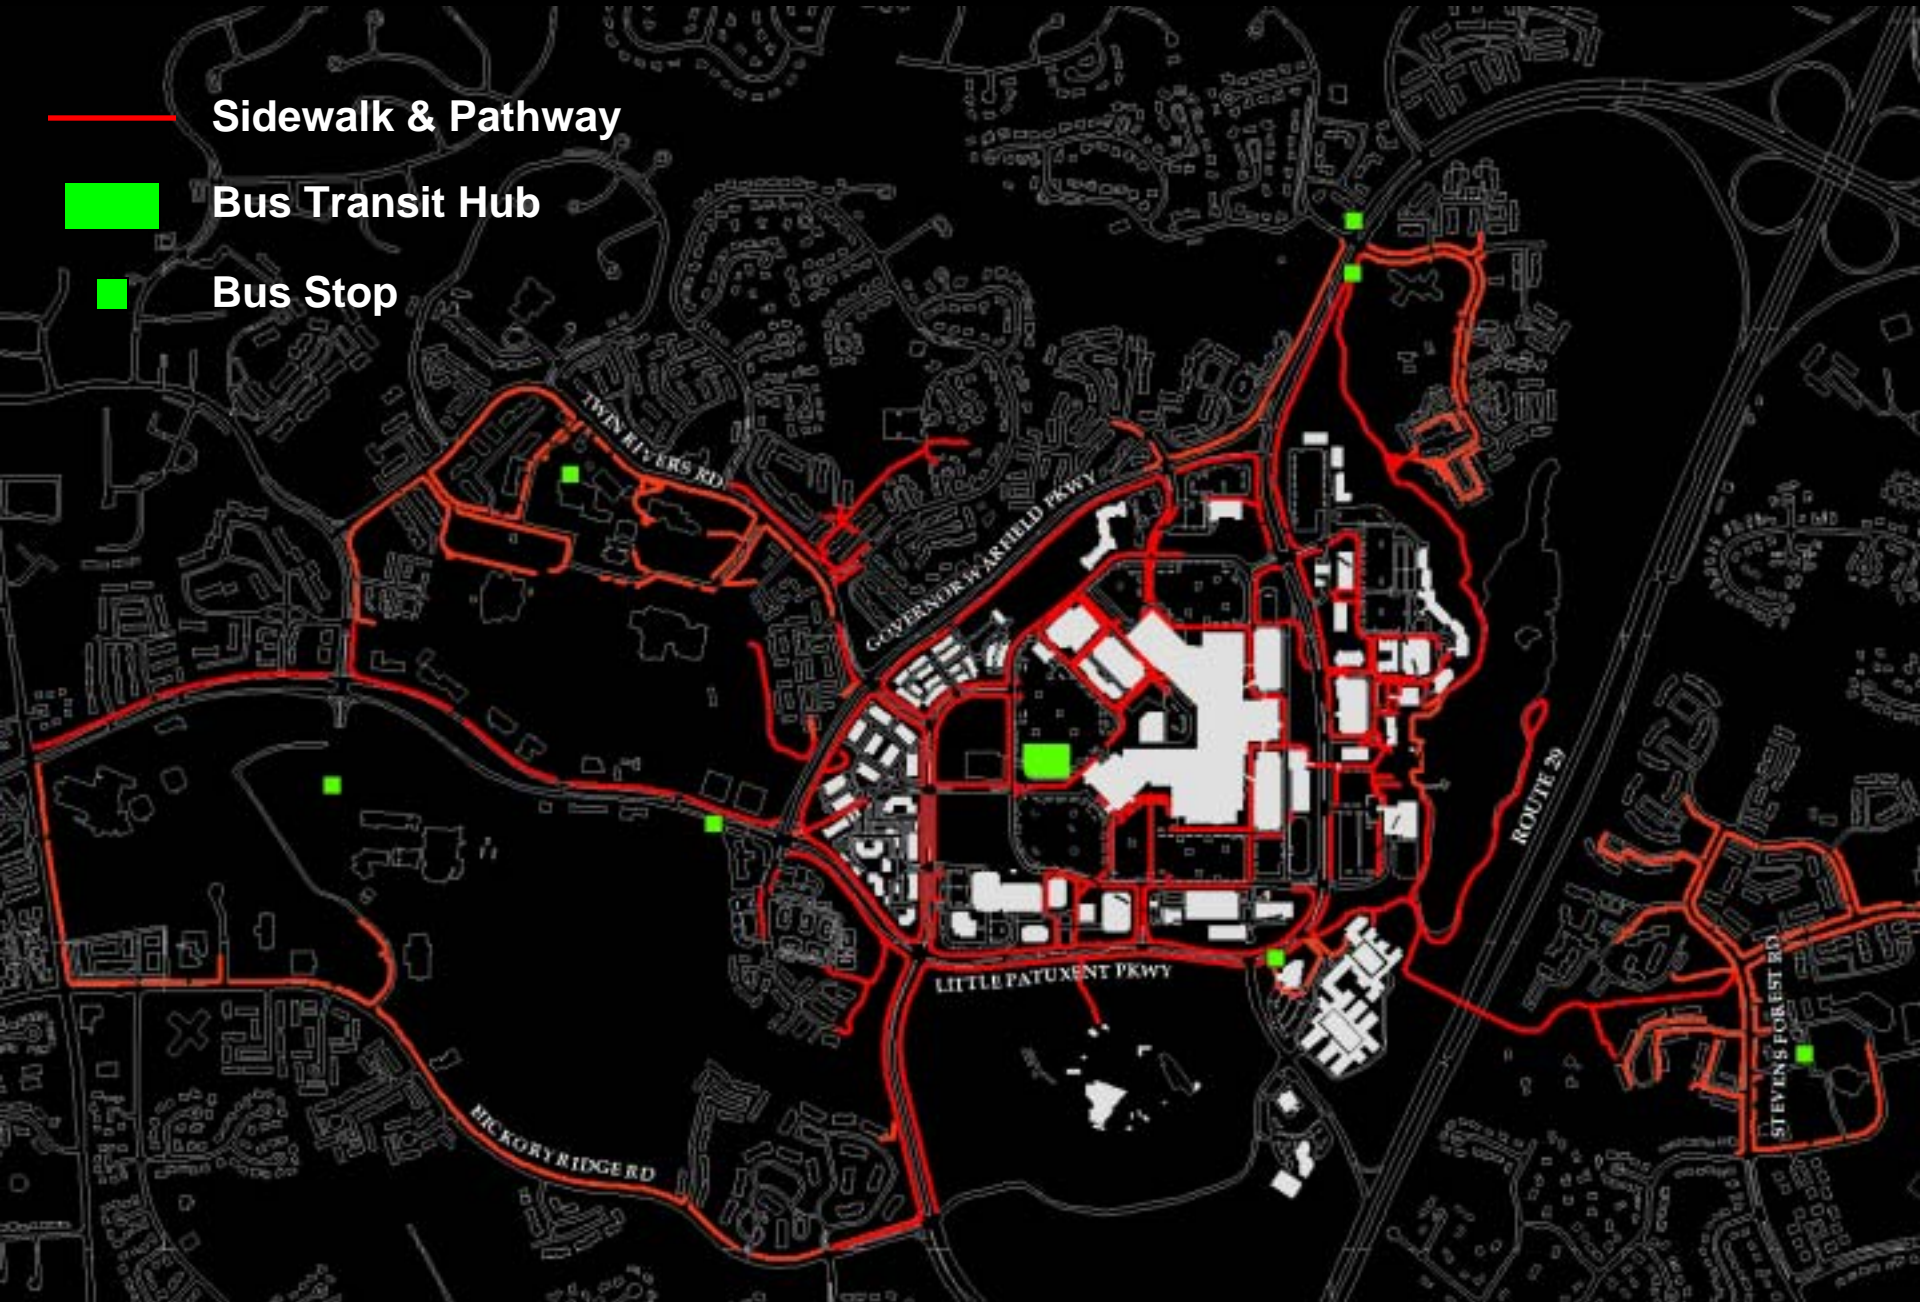 Sidewalk & Pathway
Bus Transit Hub
Bus Stop
TWIN RIVERS RD
GOVERNOR WARFIELD PKWY
ROUTE 29
LITTLE PATUXENT PKWY
STEVENS FOREST RD
HICKORY RIDGE RD